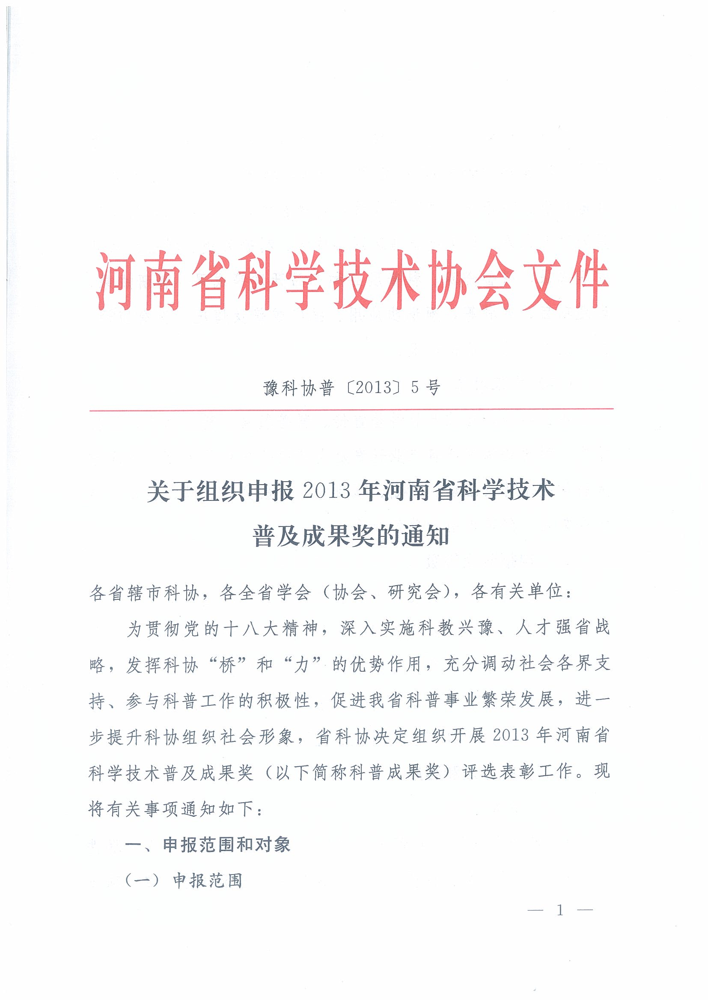 河南省科学技术协会文件
豫科协普〔2013〕5号
关于组织申报 2013 年河南省科学技术
普及成果奖的通知
各省辖市科协，各全省学会（协会、研究会），各有关单位：
为贯彻党的十八大精神，深入实施科教兴豫、人才强省战
略，发挥科协“桥”和“力”的优势作用，充分调动社会各界支
持、参与科普工作的积极性，促进我省科普事业繁荣发展，进一
步提升科协组织社会形象，省科协决定组织开展 2013 年河南省
科学技术普及成果奖（以下简称科普成果奖）评选表彰工作。现
将有关事项通知如下：
一、申报范围和对象
（一）申报范围
— 1 —